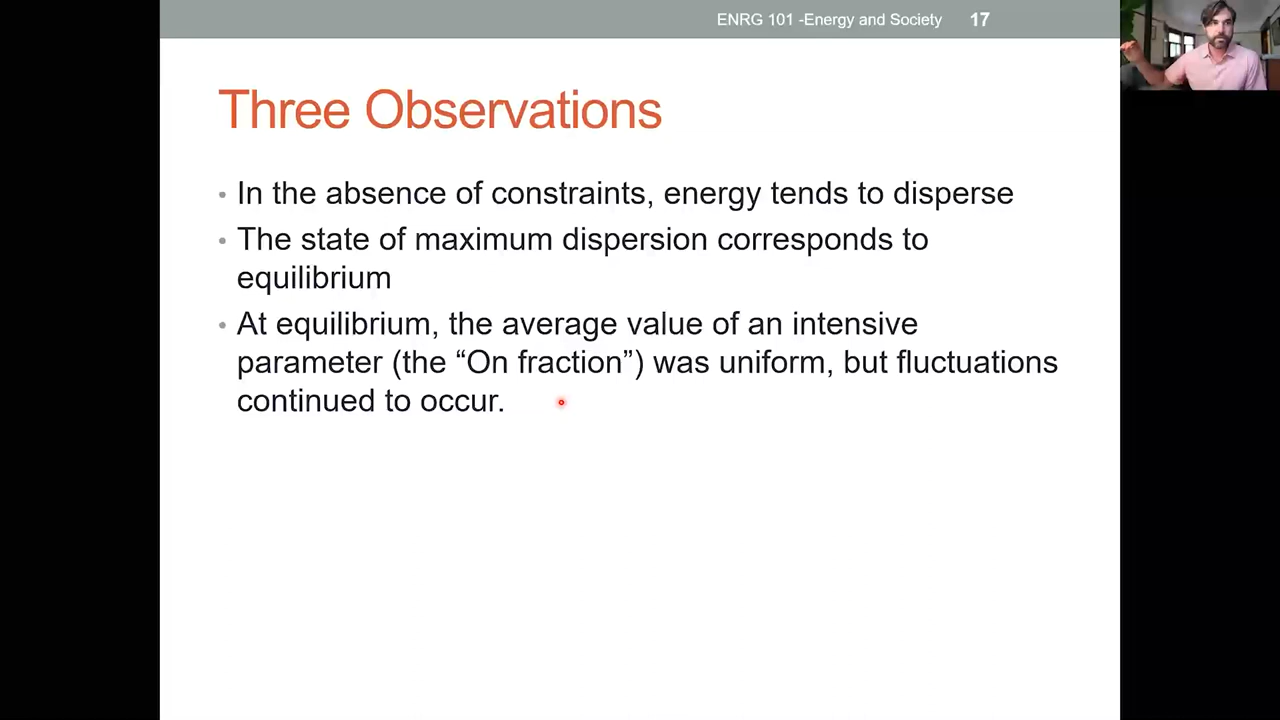 ENRG 101 -Energy and Society 17
Three Observations
• In the absence of constraints, energy tends to disperse
• The state of maximum dispersion corresponds to
equilibrium
• At equilibrium, the average value of an intensive
parameter (the “On fraction”) was uniform, but fluctuations
continued to occur.